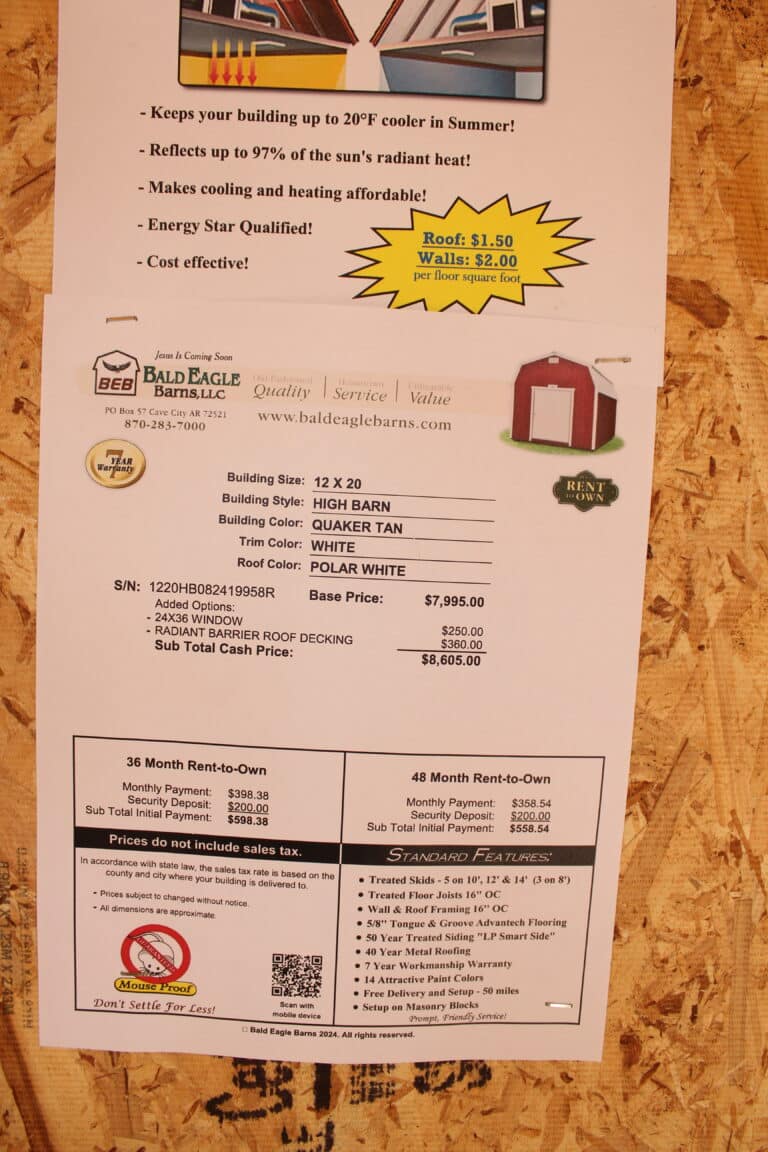 - Keeps your building up to 20°F cooler in Summer!
- Reflects up to 97% of the sun's radiant heat!
- Makes cooling and heating affordable!
- Energy Star Qualified!
- Cost effective!
Roof: $1.50
Walls: $2.00
per floor square foot
Jesus Is Coming Soon
BEB
BALD EAGLE
BARNS, LLC
Quality | Service | Value
PO Box 57 Cave City AR 72521
870-283-7000
www.baldeaglebarns.com
7 YEAR
Warranty
RENT
TO OWN
Building Size: 12 X 20
Building Style: HIGH BARN
Building Color: QUAKER TAN
Trim Color: WHITE
Roof Color: POLAR WHITE
S/N: 1220HB082419958R
Base Price: $7,995.00
Added Options:
- 24X36 WINDOW $250.00
- RADIANT BARRIER ROOF DECKING $360.00
Sub Total Cash Price: $8,605.00
36 Month Rent-to-Own
Monthly Payment: $398.38
Security Deposit: $200.00
Sub Total Initial Payment: $598.38
48 Month Rent-to-Own
Monthly Payment: $358.54
Security Deposit: $200.00
Sub Total Initial Payment: $558.54
Prices do not include sales tax.
In accordance with state law, the sales tax rate is based on the
county and city where your building is delivered to.
- Prices subject to changed without notice.
- All dimensions are approximate.
GUARANTEED
Mouse Proof
Don't Settle For Less!
Scan with
mobile device
STANDARD FEATURES:
• Treated Skids - 5 on 10', 12' & 14' (3 on 8')
• Treated Floor Joists 16" OC
• Wall & Roof Framing 16" OC
• 5/8" Tongue & Groove Advantech Flooring
• 50 Year Treated Siding "LP Smart Side"
• 40 Year Metal Roofing
• 7 Year Workmanship Warranty
• 14 Attractive Paint Colors
• Free Delivery and Setup - 50 miles
• Setup on Masonry Blocks
Prompt, Friendly Service!
□ Bald Eagle Barns 2024. All rights reserved.